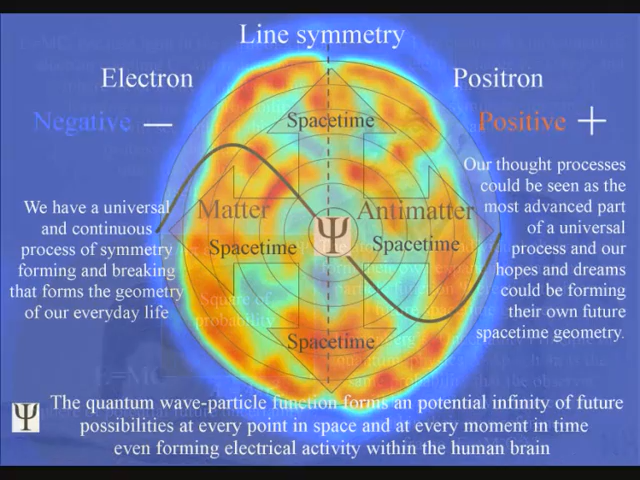 Line symmetry
Electron
Positron
Negative −
Positive +
Spacetime
We have a universal
and continuous
process of symmetry
forming and breaking
that forms the geometry
of our everyday life
Matter
Antimatter
Spacetime
Spacetime
Ψ
Our thought processes
could be seen as the
most advanced part
of a universal
process and our
hopes and dreams
could be forming
their own future
spacetime geometry.
Square of
probability
Spacetime
E=MC
Ψ
The quantum wave-particle function forms an potential infinity of future
possibilities at every point in space and at every moment in time
even forming electrical activity within the human brain